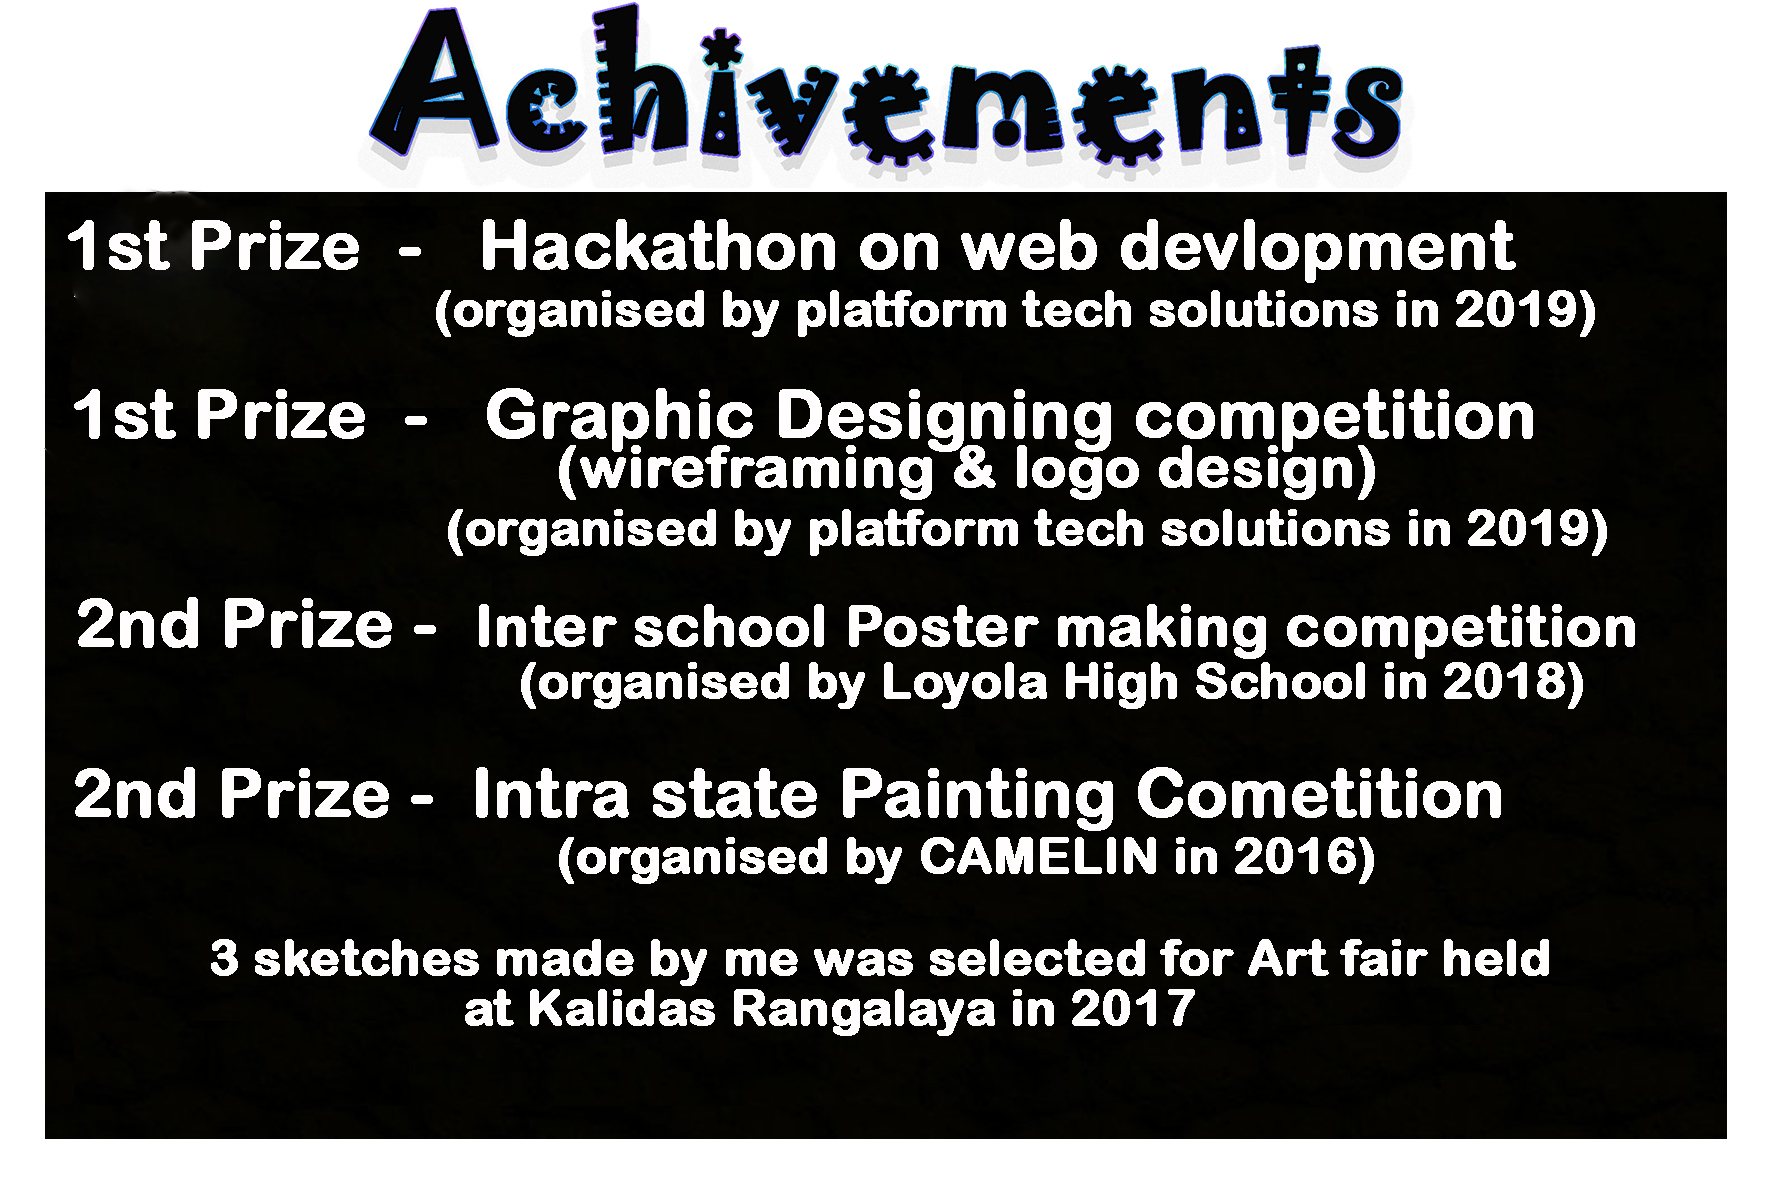 Achivements
1st Prize - Hackathon on web devlopment
(organised by platform tech solutions in 2019)
1st Prize - Graphic Designing competition
(wireframing & logo design)
(organised by platform tech solutions in 2019)
2nd Prize - Inter school Poster making competition
(organised by Loyola High School in 2018)
2nd Prize - Intra state Painting Cometition
(organised by CAMELIN in 2016)
3 sketches made by me was selected for Art fair held
at Kalidas Rangalaya in 2017